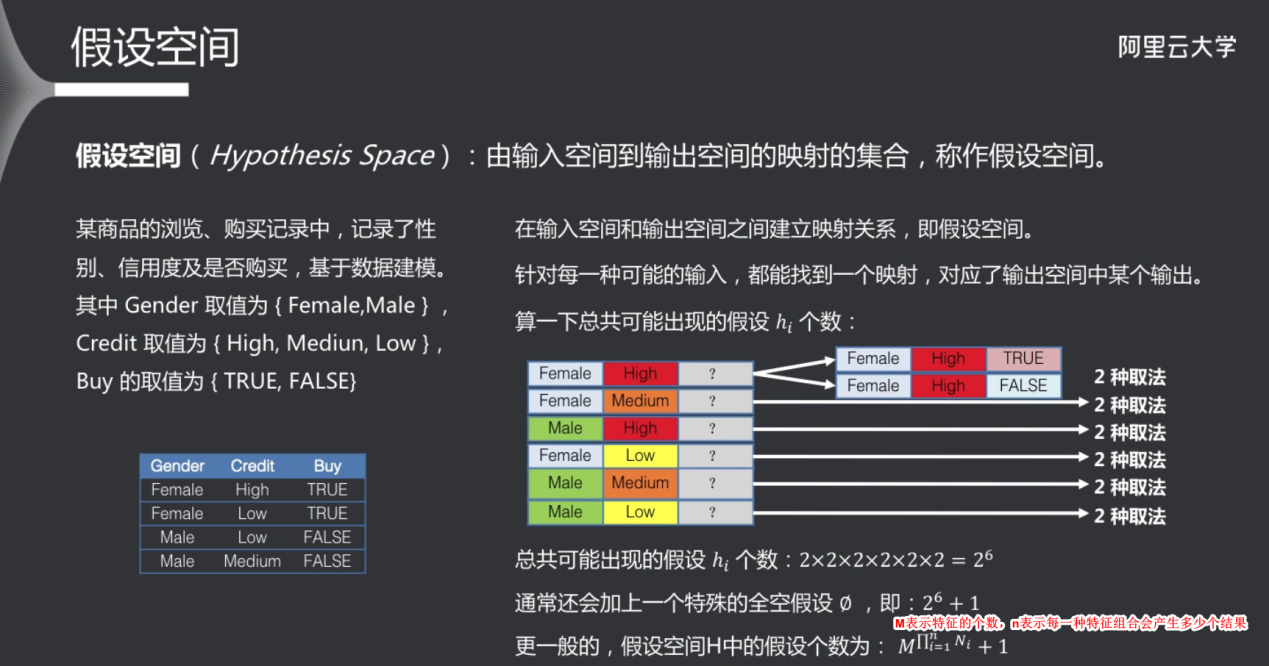 假设空间
阿里云大学
假设空间（Hypothesis Space）：由输入空间到输出空间的映射的集合，称作假设空间。
某商品的浏览、购买记录中，记录了性
别、信用度及是否购买，基于数据建模。
其中 Gender 取值为 { Female,Male } ，
Credit 取值为 { High, Mediun, Low } ，
Buy 的取值为 { TRUE, FALSE}
Gender Credit Buy
Female High TRUE
Female Low TRUE
Male Low FALSE
Male Medium FALSE
在输入空间和输出空间之间建立映射关系，即假设空间。
针对每一种可能的输入，都能找到一个映射，对应了输出空间中某个输出。
算一下总共可能出现的假设 hᵢ 个数：
Female High ?
Female Medium ?
Male High ?
Female Low ?
Male Medium ?
Male Low ?
Female High TRUE
Female High FALSE
2 种取法
2 种取法
2 种取法
2 种取法
2 种取法
2 种取法
总共可能出现的假设 hᵢ 个数：2×2×2×2×2×2 = 2⁶
通常还会加上一个特殊的全空假设 ∅ ，即：2⁶ + 1
M表示特征的个数，n表示每一种特征组合会产生多少个结果
更一般的，假设空间H中的假设个数为： M^{∏_{i=1}^{n} N_i} + 1